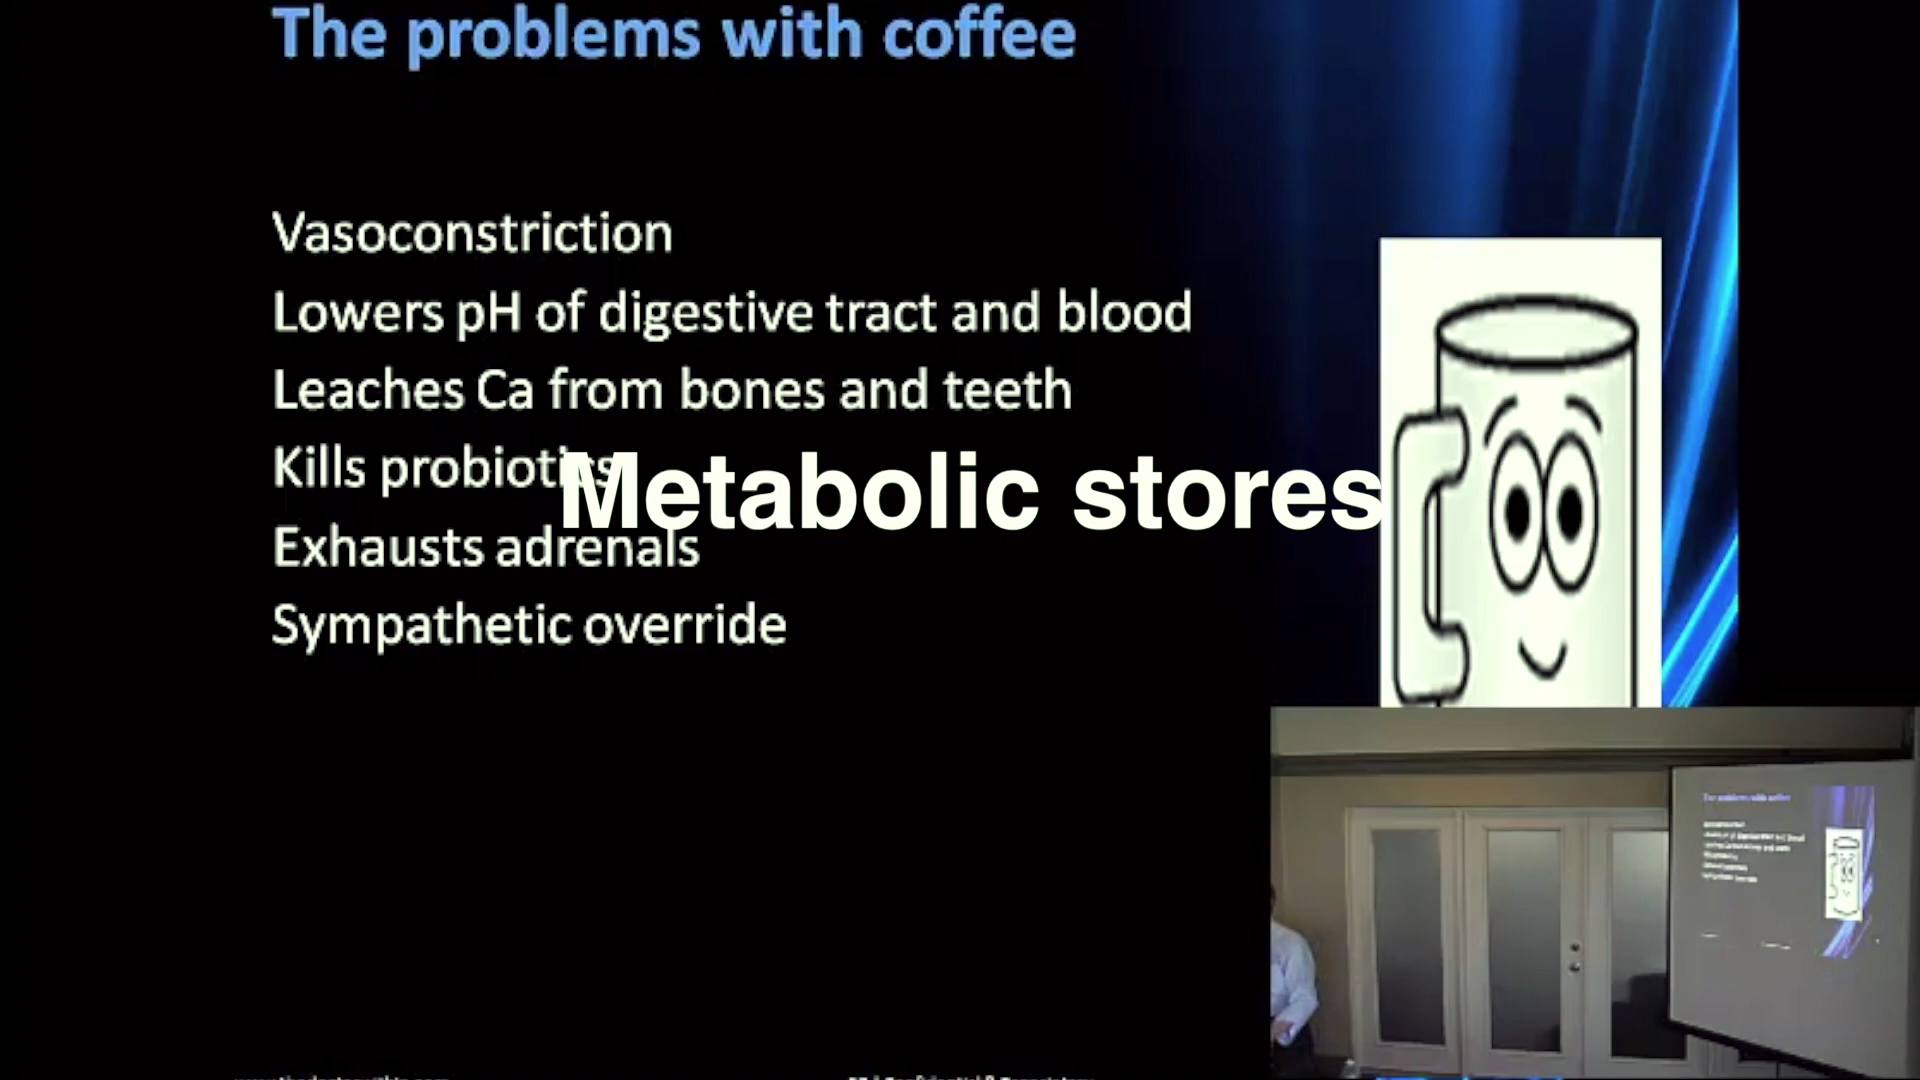 The problems with coffee
Vasoconstriction
Lowers pH of digestive tract and blood
Leaches Ca from bones and teeth
Kills probiotics
Metabolic stores
Exhausts adrenals
Sympathetic override